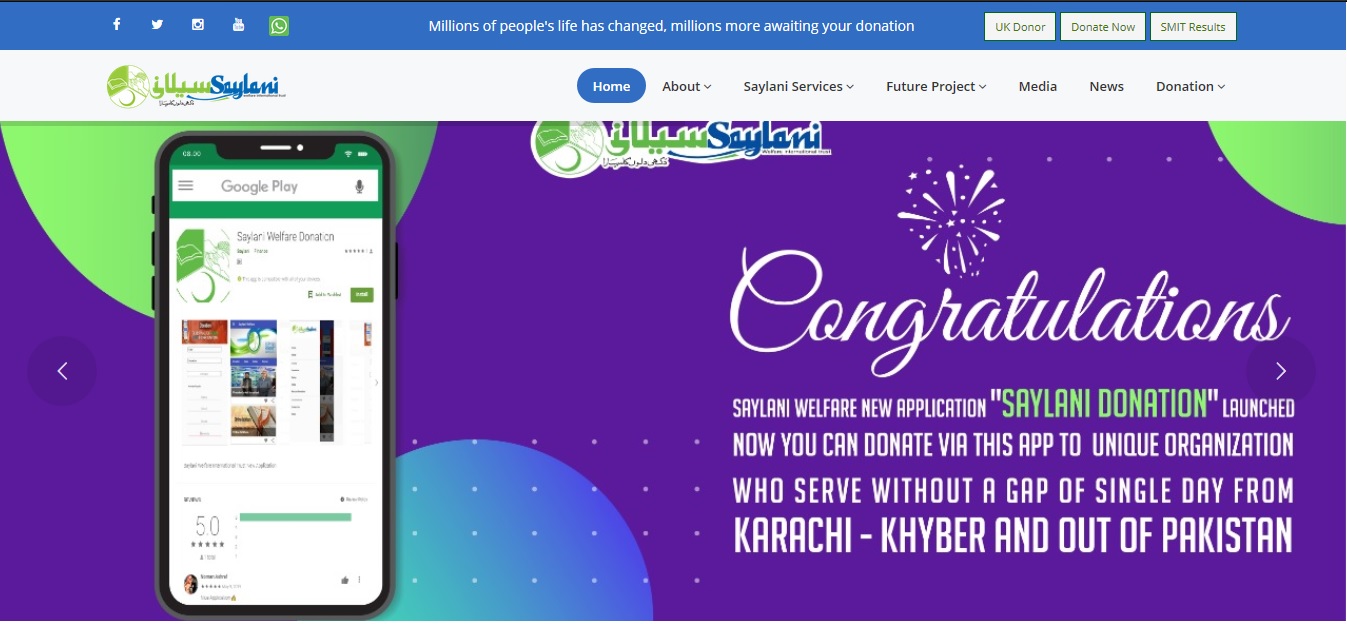 Millions of people's life has changed, millions more awaiting your donation
UK Donor
Donate Now
SMIT Results
سیلانی Saylani
Home
About
Saylani Services
Future Project
Media
News
Donation
سیلانی Saylani
Welfare International Trust
08.00
Google Play
Saylani Welfare Donation
Congratulations
SAYLANI WELFARE NEW APPLICATION "SAYLANI DONATION" LAUNCHED
NOW YOU CAN DONATE VIA THIS APP TO UNIQUE ORGANIZATION
WHO SERVE WITHOUT A GAP OF SINGLE DAY FROM
KARACHI - KHYBER AND OUT OF PAKISTAN
REVIEWS
5.0